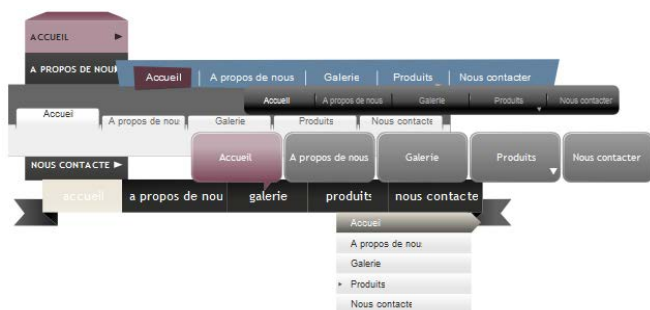 ACCUEIL
A PROPOS DE NOU
Accueil A propos de nous Galerie Produits Nous contacter
Accueil A propos de nous Galerie Produits Nous contacter
Accueil A propos de nou Galerie Produits Nous contacte
Accueil A propos de nous Galerie Produits Nous contacter
NOUS CONTACTE
accueil a propos de nou galerie produits nous contacte
Accueil
A propos de nou
Galerie
Produits
Nous contacte